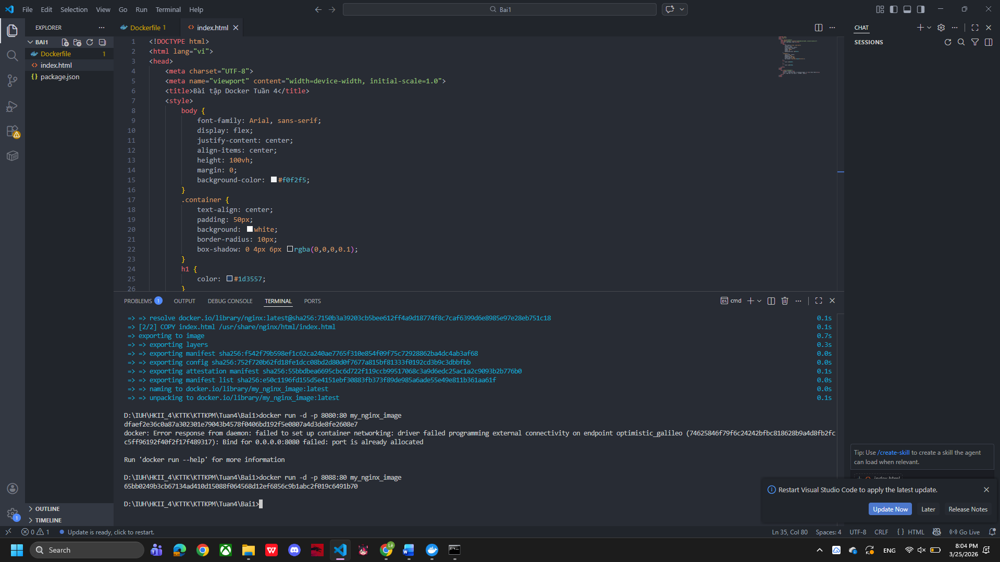 File Edit Selection View Go Run Terminal Help
Bai1
EXPLORER
Dockerfile 1
index.html
CHAT
BAI1
SESSIONS
Dockerfile 1
index.html
package.json
1 <!DOCTYPE html>
2 <html lang="vi">
3 <head>
4 <meta charset="UTF-8">
5 <meta name="viewport" content="width=device-width, initial-scale=1.0">
6 <title>Bài tập Docker Tuần 4</title>
7 <style>
8 body {
9 font-family: Arial, sans-serif;
10 display: flex;
11 justify-content: center;
12 align-items: center;
13 height: 100vh;
14 margin: 0;
15 background-color: #f0f2f5;
16 }
17 .container {
18 text-align: center;
19 padding: 50px;
20 background: white;
21 border-radius: 10px;
22 box-shadow: 0 4px 6px rgba(0,0,0,0.1);
23 }
24 h1 {
25 color: #1d3557;
26 }
PROBLEMS 1 OUTPUT DEBUG CONSOLE TERMINAL PORTS
cmd
=> => resolve docker.io/library/nginx:latest@sha256:7150b3a39203cb5bee612ff4a9d18774f8c7caf6399d6e8985e97e28eb751c18 0.1s
=> [2/2] COPY index.html /usr/share/nginx/html/index.html 0.1s
=> exporting to image 0.7s
=> => exporting layers 0.3s
=> => exporting manifest sha256:f542f79b598ef1c62ca240ae7765f310e854f09f75c72928862ba4dc4ab3af68 0.0s
=> => exporting config sha256:752f720b62fd18fe1dcc08bd2d80d0f7677a815bf81333f0192cd3b9c3dbbfbb 0.0s
=> => exporting attestation manifest sha256:55bbdbea6695cbc6d722f119ccb99517068c3a9d6edc25ac1a2c9093b2b776b0 0.1s
=> => exporting manifest list sha256:e50c1196fd155d5e4151ebf30883fb373f89de985a6ade55e49e811b361aa61f 0.0s
=> => naming to docker.io/library/my_nginx_image:latest 0.0s
=> => unpacking to docker.io/library/my_nginx_image:latest 0.1s
D:\IUH\HKII_4\KTTK\KTTKPM\Tuan4\Bai1>docker run -d -p 8080:80 my_nginx_image
dfaef2e36c0a87a302301e79043b4578f0406bd192f5e0807a4d3de8fe2608e7
docker: Error response from daemon: failed to set up container networking: driver failed programming external connectivity on endpoint optimistic_galileo (74625846f79f6c24242bfbc818628b9a4d8fb2fc
c5ff96192f40f2f17f489317): Bind for 0.0.0.0:8080 failed: port is already allocated
Run 'docker run --help' for more information
D:\IUH\HKII_4\KTTK\KTTKPM\Tuan4\Bai1>docker run -d -p 8088:80 my_nginx_image
65bb0249b3cb67134ad410d15088f064568d12ef6856c9b1abc2f019c6491b70
D:\IUH\HKII_4\KTTK\KTTKPM\Tuan4\Bai1>
Tip: Use /create-skill to create a skill the agent
can load when relevant.
index.html
Restart Visual Studio Code to apply the latest update.
Update Now Later Release Notes
OUTLINE
TIMELINE
1
0 1 Update is ready, click to restart.
Ln 35, Col 80 Spaces: 4 UTF-8 CRLF {} HTML Go Live
Search
ENG
8:04 PM
3/25/2026